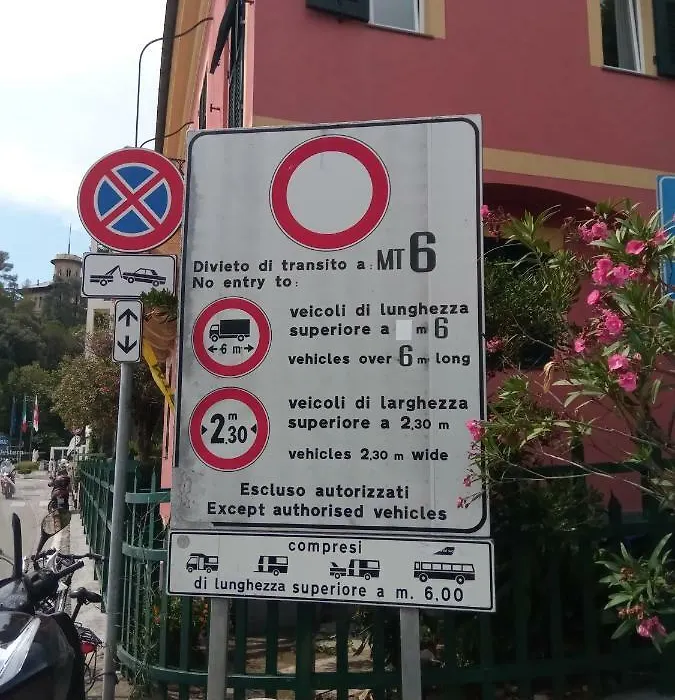 Divieto di transito a: MT 6
No entry to:
← 6 m →
veicoli di lunghezza
superiore a m 6
vehicles over 6 m long
2,30 m
veicoli di larghezza
superiore a 2,30 m
vehicles 2,30 m wide
Escluso autorizzati
Except authorised vehicles
compresi
di lunghezza superiore a m. 6,00